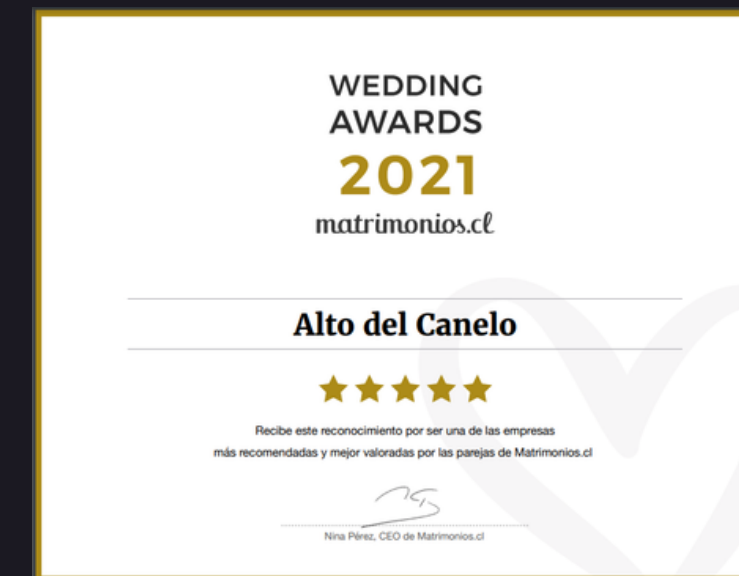 WEDDING
AWARDS
2021
matrimonios.cl
Alto del Canelo
Recibe este reconocimiento por ser una de las empresas
más recomendadas y mejor valoradas por las parejas de Matrimonios.cl
Nina Pérez, CEO de Matrimonios.cl